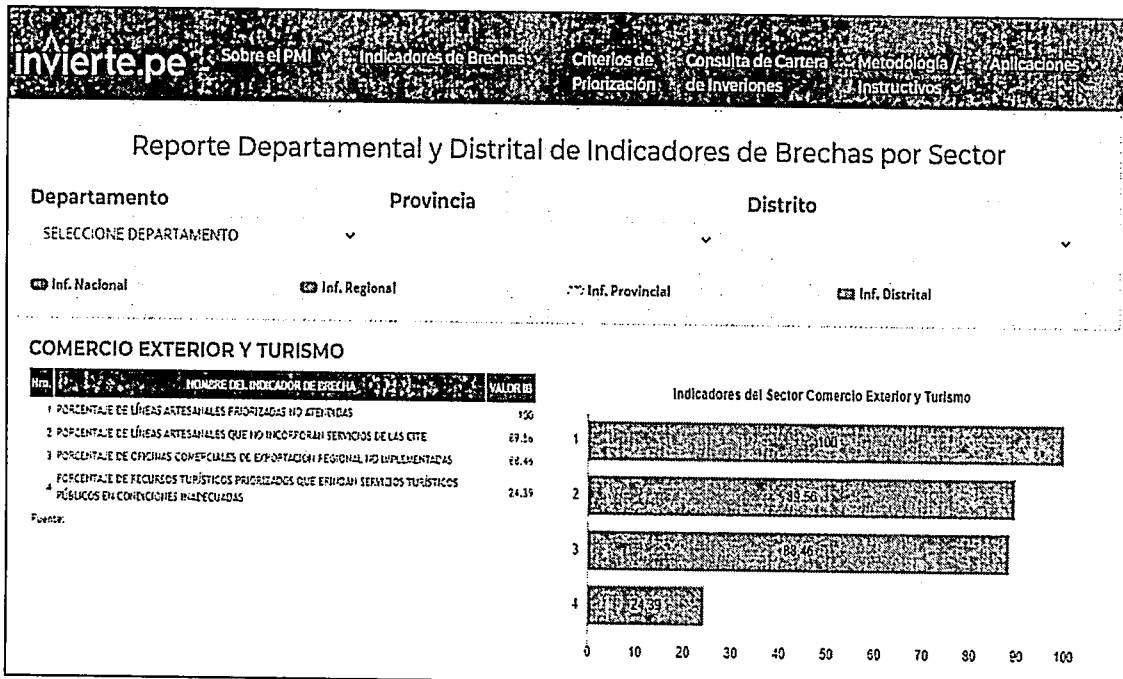 invierte.pe
Sobre el PMI
Indicadores de Brechas
Criterios de
Priorización
Consulta de Cartera
de Inveriones
Metodología /
Instructivos
Aplicaciones
Reporte Departamental y Distrital de Indicadores de Brechas por Sector
Departamento Provincia Distrito
SELECCIONE DEPARTAMENTO
Inf. Nacional Inf. Regional Inf. Provincial Inf. Distrital
COMERCIO EXTERIOR Y TURISMO
Nro. NOMBRE DEL INDICADOR DE BRECHA VALOR IB
1 PORCENTAJE DE LÍNEAS ARTESANALES PRIORIZADAS NO ATENDIDAS 100
2 PORCENTAJE DE LÍNEAS ARTESANALES QUE NO INCORPORAN SERVICIOS DE LAS CITE 89.56
3 PORCENTAJE DE OFICINAS COMERCIALES DE EXPORTACIÓN REGIONAL NO IMPLEMENTADAS 88.46
4 PORCENTAJE DE RECURSOS TURÍSTICOS PRIORIZADOS QUE BRINDAN SERVICIOS TURÍSTICOS
PÚBLICOS EN CONDICIONES INADECUADAS 24.39
Fuente:
Indicadores del Sector Comercio Exterior y Turismo
1 100
2 89.56
3 88.46
4 24.39
0 10 20 30 40 50 60 70 80 90 100